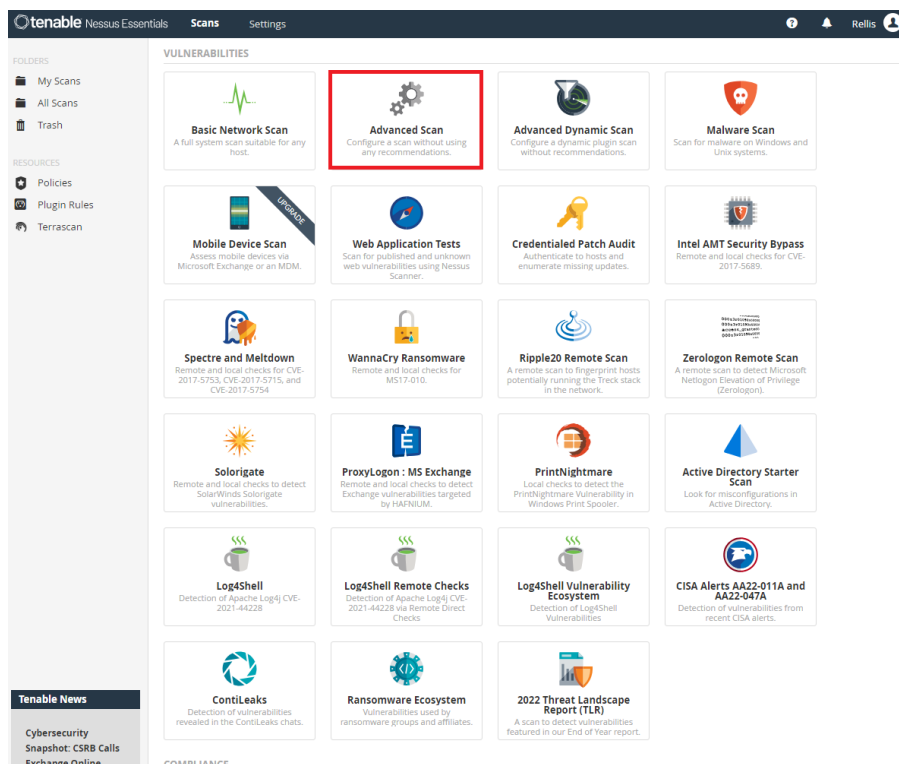 tenable Nessus Essentials Scans Settings Rellis
FOLDERS
My Scans
All Scans
Trash
RESOURCES
Policies
Plugin Rules
Terrascan
VULNERABILITIES
Basic Network Scan
A full system scan suitable for any
host.
Advanced Scan
Configure a scan without using
any recommendations.
Advanced Dynamic Scan
Configure a dynamic plugin scan
without recommendations.
Malware Scan
Scan for malware on Windows and
Unix systems.
UPGRADE
Mobile Device Scan
Assess mobile devices via
Microsoft Exchange or an MDM.
Web Application Tests
Scan for published and unknown
web vulnerabilities using Nessus
Scanner.
Credentialed Patch Audit
Authenticate to hosts and
enumerate missing updates.
Intel AMT Security Bypass
Remote and local checks for CVE-
2017-5689.
Spectre and Meltdown
Remote and local checks for CVE-
2017-5753, CVE-2017-5715, and
CVE-2017-5754
WannaCry Ransomware
Remote and local checks for
MS17-010.
Ripple20 Remote Scan
A remote scan to fingerprint hosts
potentially running the Treck stack
in the network.
Zerologon Remote Scan
A remote scan to detect Microsoft
Netlogon Elevation of Privilege
(Zerologon).
Solorigate
Remote and local checks to detect
SolarWinds Solorigate
vulnerabilities.
ProxyLogon : MS Exchange
Remote and local checks to detect
Exchange vulnerabilities targeted
by HAFNIUM.
PrintNightmare
Local checks to detect the
PrintNightmare Vulnerability in
Windows Print Spooler.
Active Directory Starter
Scan
Look for misconfigurations in
Active Directory.
Log4Shell
Detection of Apache Log4j CVE-
2021-44228
Log4Shell Remote Checks
Detection of Apache Log4j CVE-
2021-44228 via Remote Direct
Checks
Log4Shell Vulnerability
Ecosystem
Detection of Log4Shell
Vulnerabilities
CISA Alerts AA22-011A and
AA22-047A
Detection of vulnerabilities from
recent CISA alerts.
ContiLeaks
Detection of vulnerabilities
revealed in the ContiLeaks chats.
Ransomware Ecosystem
Vulnerabilities used by
ransomware groups and affiliates.
2022 Threat Landscape
Report (TLR)
A scan to detect vulnerabilities
featured in our End of Year report.
Tenable News
Cybersecurity
Snapshot: CSRB Calls
Exchange Online
COMPLIANCE